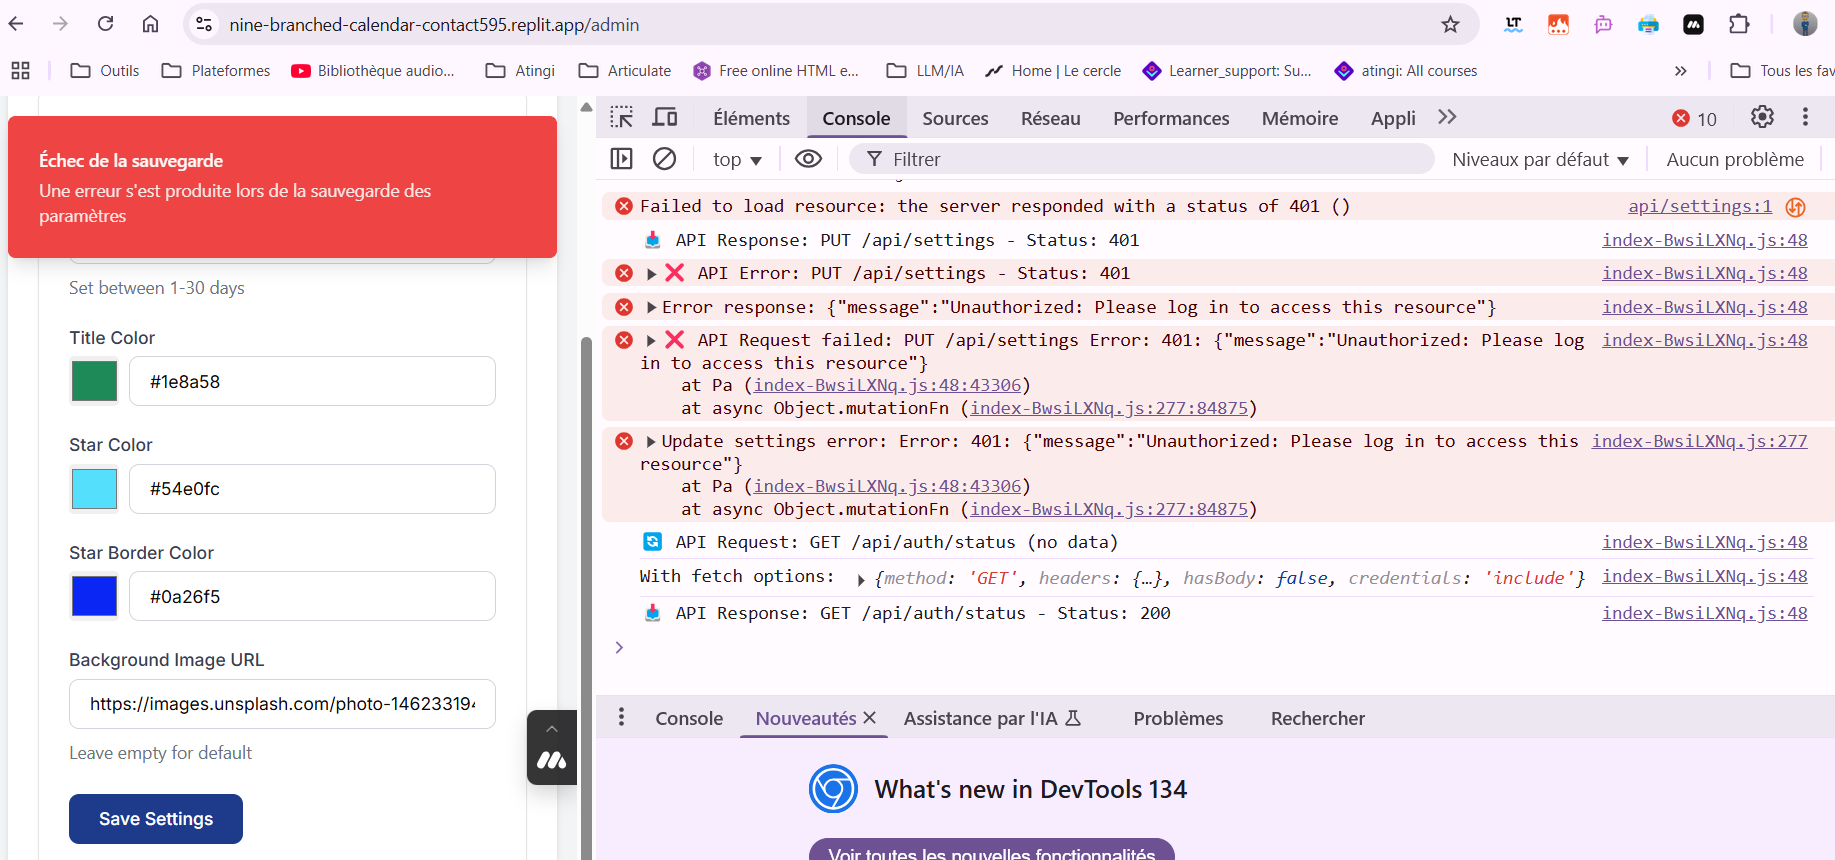 nine-branched-calendar-contact595.replit.app/admin
LT
Outils
Plateformes
Bibliothèque audio...
Atingi
Articulate
Free online HTML e...
LLM/IA
Home | Le cercle
Learner_support: Su...
atingi: All courses
»
Tous les fav
Échec de la sauvegarde
Une erreur s'est produite lors de la sauvegarde des
paramètres
Set between 1-30 days
Title Color
#1e8a58
Star Color
#54e0fc
Star Border Color
#0a26f5
Background Image URL
https://images.unsplash.com/photo-14623319
Leave empty for default
Save Settings
Éléments
Console
Sources
Réseau
Performances
Mémoire
Appli
10
top
Filtrer
Niveaux par défaut
Aucun problème
Failed to load resource: the server responded with a status of 401 () api/settings:1
API Response: PUT /api/settings - Status: 401 index-BwsiLXNq.js:48
API Error: PUT /api/settings - Status: 401 index-BwsiLXNq.js:48
Error response: {"message":"Unauthorized: Please log in to access this resource"} index-BwsiLXNq.js:48
API Request failed: PUT /api/settings Error: 401: {"message":"Unauthorized: Please log index-BwsiLXNq.js:48
in to access this resource"}
at Pa (index-BwsiLXNq.js:48:43306)
at async Object.mutationFn (index-BwsiLXNq.js:277:84875)
Update settings error: Error: 401: {"message":"Unauthorized: Please log in to access this index-BwsiLXNq.js:277
resource"}
at Pa (index-BwsiLXNq.js:48:43306)
at async Object.mutationFn (index-BwsiLXNq.js:277:84875)
API Request: GET /api/auth/status (no data) index-BwsiLXNq.js:48
With fetch options: {method: 'GET', headers: {…}, hasBody: false, credentials: 'include'} index-BwsiLXNq.js:48
API Response: GET /api/auth/status - Status: 200 index-BwsiLXNq.js:48
Console
Nouveautés
Assistance par l'IA
Problèmes
Rechercher
What's new in DevTools 134
Voir toutes les nouvelles fonctionnalités